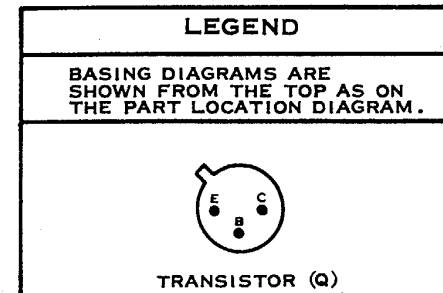 LEGEND
BASING DIAGRAMS ARE
SHOWN FROM THE TOP AS ON
THE PART LOCATION DIAGRAM.
E C
B
TRANSISTOR (Q)